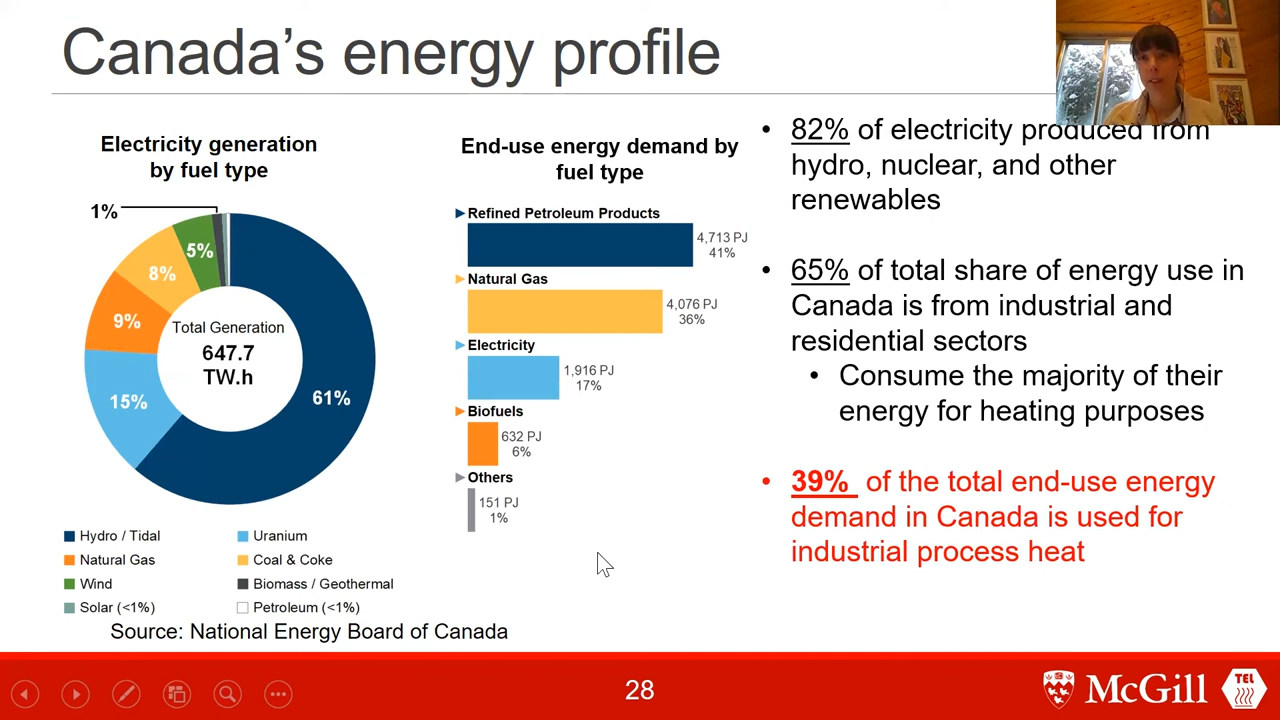 Canada's energy profile
Electricity generation
by fuel type
1%
5%
8%
9%
15%
61%
Total Generation
647.7
TW.h
Hydro / Tidal
Uranium
Natural Gas
Coal & Coke
Wind
Biomass / Geothermal
Solar (<1%)
Petroleum (<1%)
Source: National Energy Board of Canada
End-use energy demand by
fuel type
Refined Petroleum Products
4,713 PJ
41%
Natural Gas
4,076 PJ
36%
Electricity
1,916 PJ
17%
Biofuels
632 PJ
6%
Others
151 PJ
1%
• 82% of electricity produced from
hydro, nuclear, and other
renewables
• 65% of total share of energy use in
Canada is from industrial and
residential sectors
• Consume the majority of their
energy for heating purposes
• 39% of the total end-use energy
demand in Canada is used for
industrial process heat
28
McGill
TEL